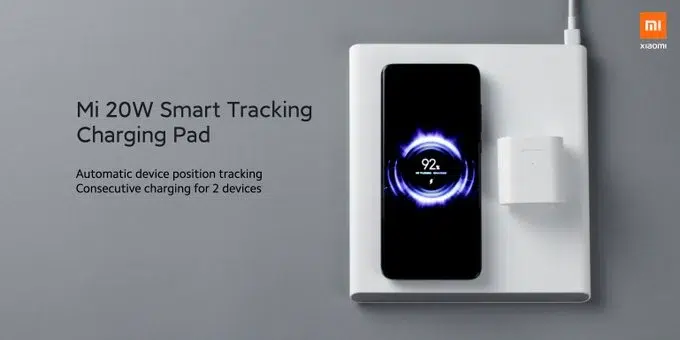 mi
xiaomi
Mi 20W Smart Tracking
Charging Pad
Automatic device position tracking
Consecutive charging for 2 devices
92%